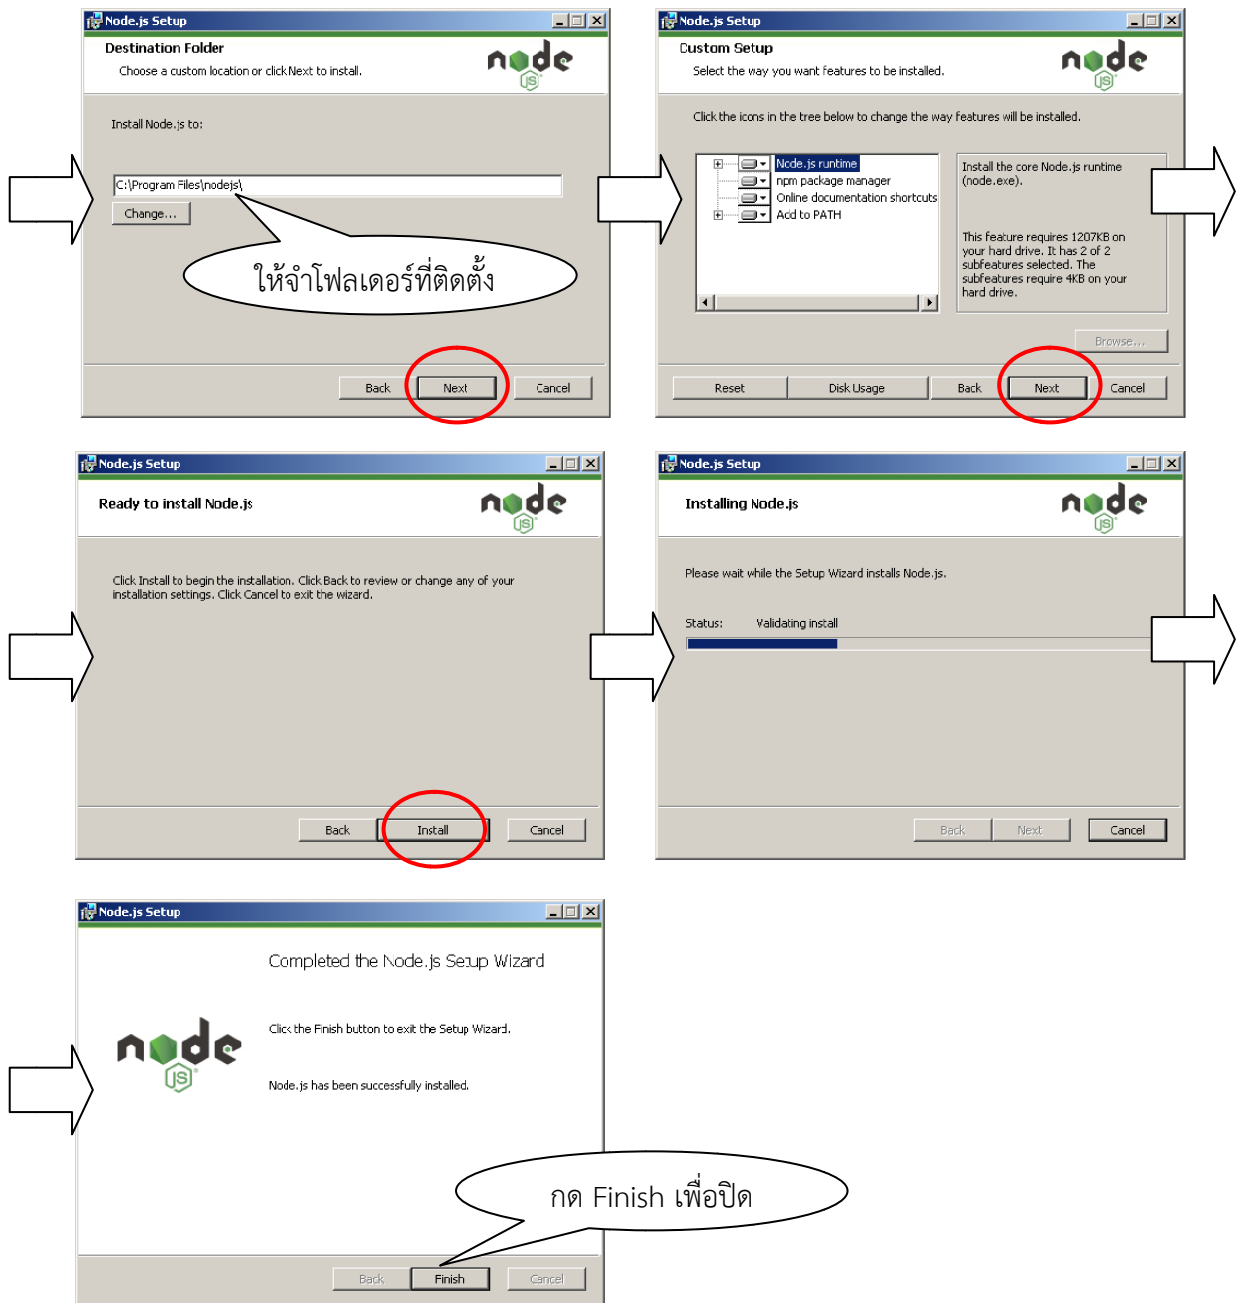 Node.js Setup
Destination Folder
Choose a custom location or click Next to install.
node
JS
Install Node.js to:
C:\Program Files\nodejs\
Change...
ให้จำโฟลเดอร์ที่ติดตั้ง
Back Next Cancel
Node.js Setup
Custom Setup
Select the way you want features to be installed.
node
JS
Click the icons in the tree below to change the way features will be installed.
Node.js runtime
npm package manager
Online documentation shortcuts
Add to PATH
Install the core Node.js runtime
(node.exe).
This feature requires 1207KB on
your hard drive. It has 2 of 2
subfeatures selected. The
subfeatures require 4KB on your
hard drive.
Browse...
Reset Disk Usage Back Next Cancel
Node.js Setup
Ready to install Node.js
node
JS
Click Install to begin the installation. Click Back to review or change any of your
installation settings. Click Cancel to exit the wizard.
Back Install Cancel
Node.js Setup
Installing Node.js
node
JS
Please wait while the Setup Wizard installs Node.js.
Status: Validating install
Back Next Cancel
Node.js Setup
Completed the Node.js Setup Wizard
node
JS
Click the Finish button to exit the Setup Wizard.
Node.js has been successfully installed.
กด Finish เพื่อปิด
Back Finish Cancel